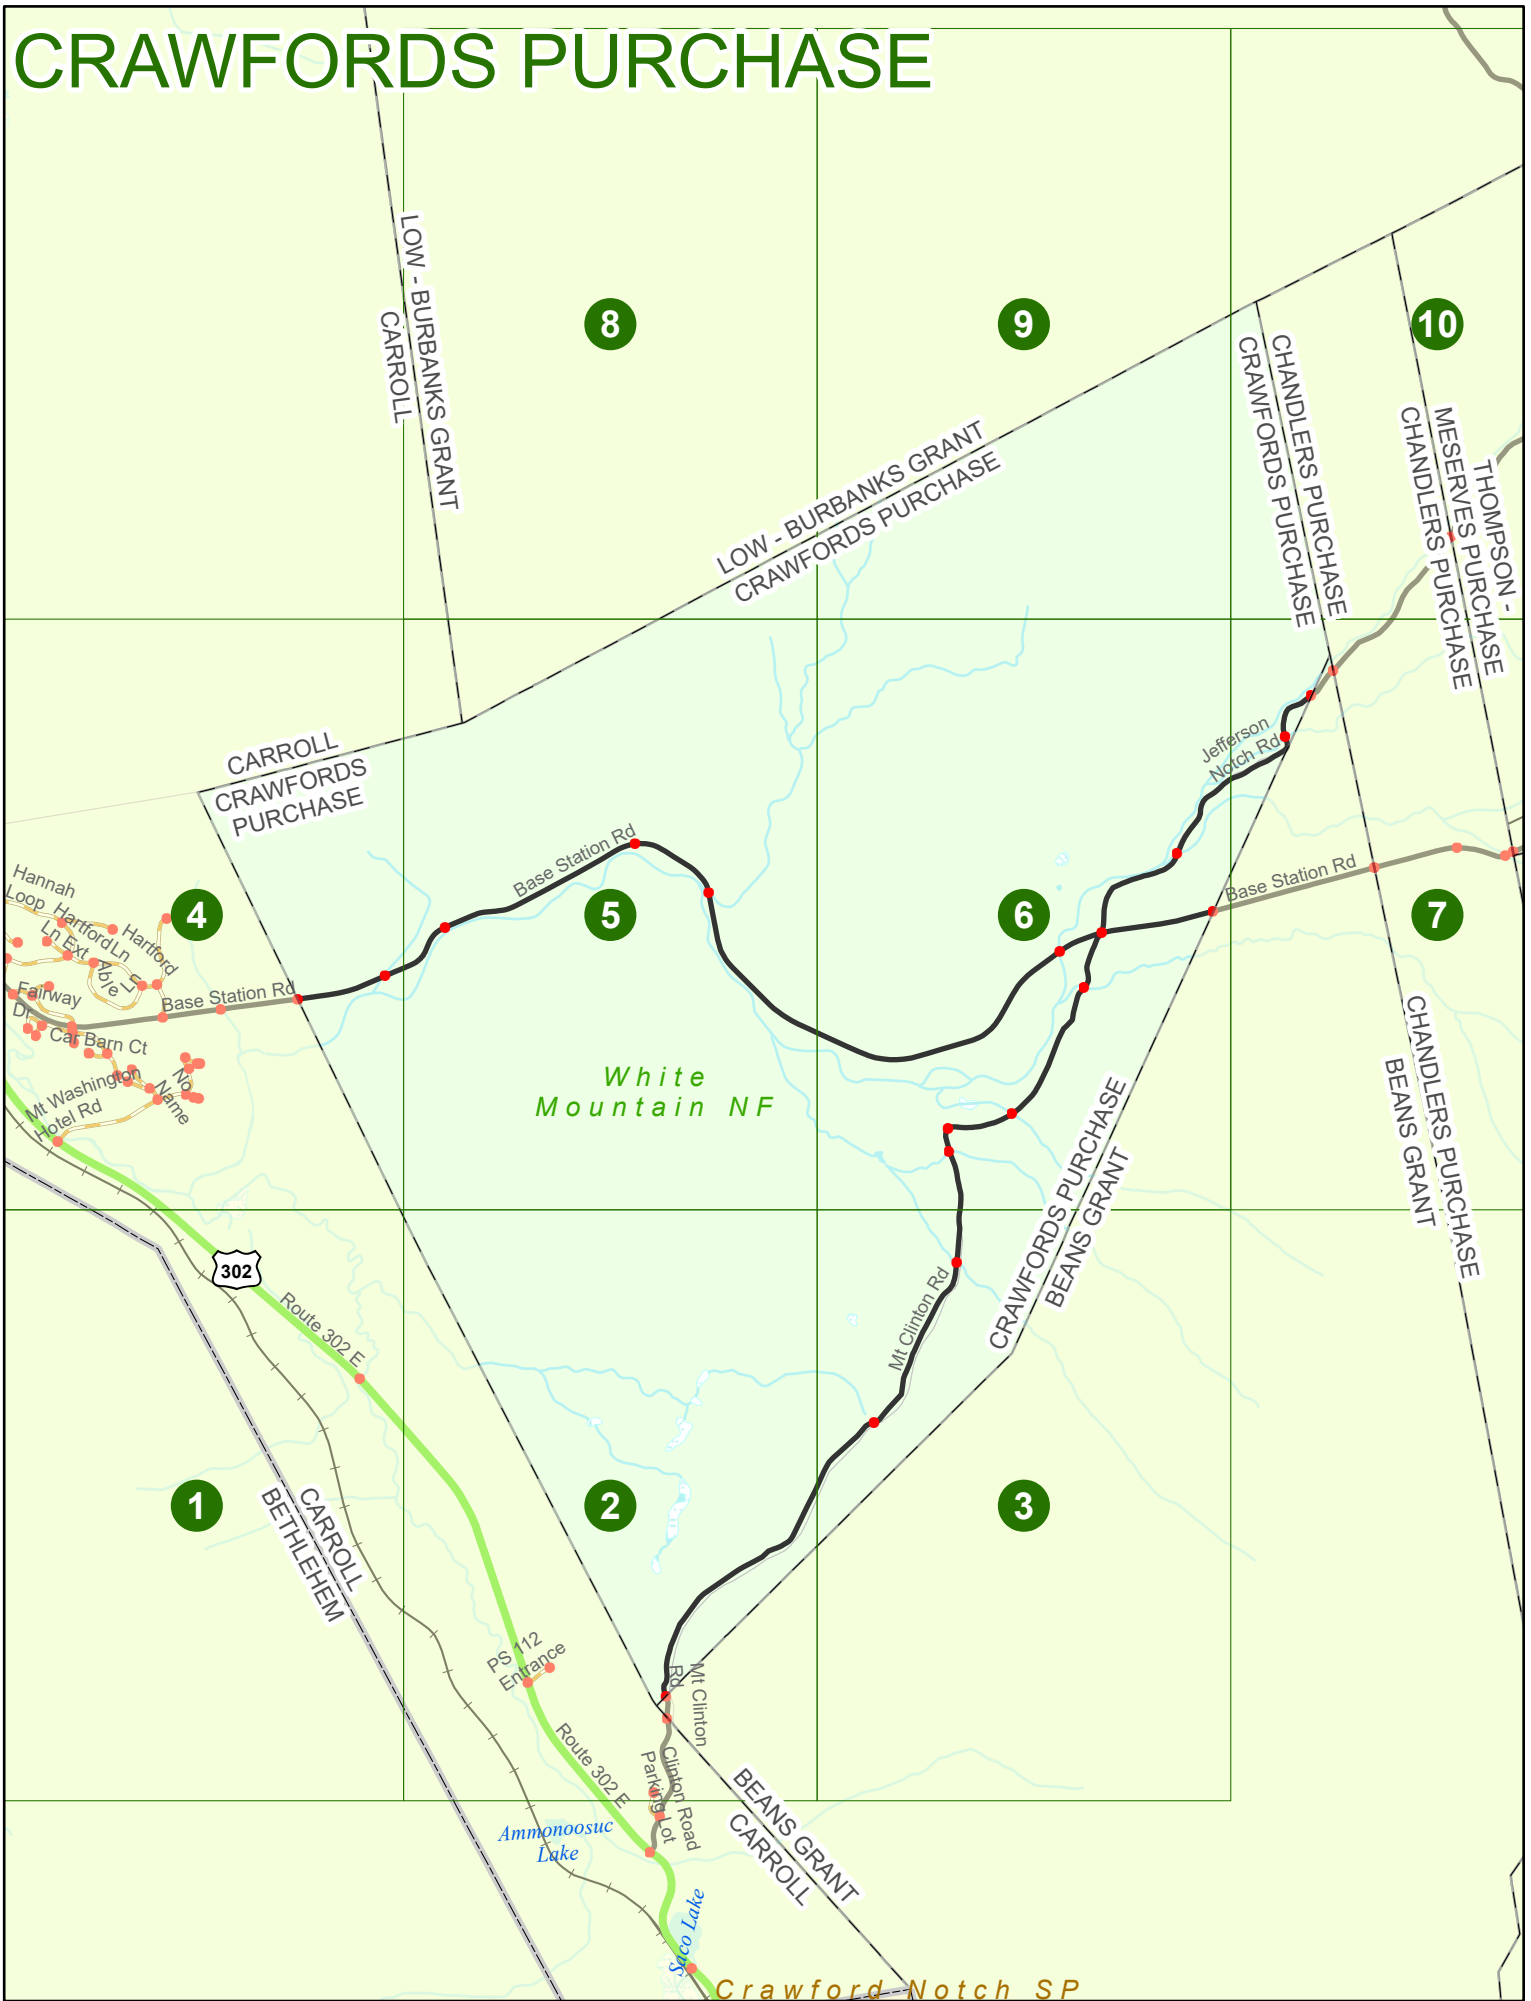 CRAWFORDS PURCHASE
LOW - BURBANKS GRANT
CARROLL
8
9
10
CHANDLERS PURCHASE
CRAWFORDS PURCHASE
THOMPSON -
MESERVES PURCHASE
CHANDLERS PURCHASE
LOW - BURBANKS GRANT
CRAWFORDS PURCHASE
CARROLL
CRAWFORDS
PURCHASE
Jefferson
Notch Rd
Base Station Rd
Base Station Rd
Hannah
Loop
Hartford
Ln Ext
Hartford
Ln
Able
Ln
4
5
6
7
Fairway
Dr
Base Station Rd
Car Barn Ct
Mt Washington
Hotel Rd
No
Name
White
Mountain NF
CHANDLERS PURCHASE
BEANS GRANT
CRAWFORDS PURCHASE
BEANS GRANT
302
Route 302 E
Mt Clinton Rd
1
2
3
CARROLL
BETHLEHEM
PS 112
Entrance
Mt Clinton
Rd
Route 302 E
Clinton Road
Parking Lot
BEANS GRANT
CARROLL
Ammonoosuc
Lake
Saco Lake
Crawford Notch SP